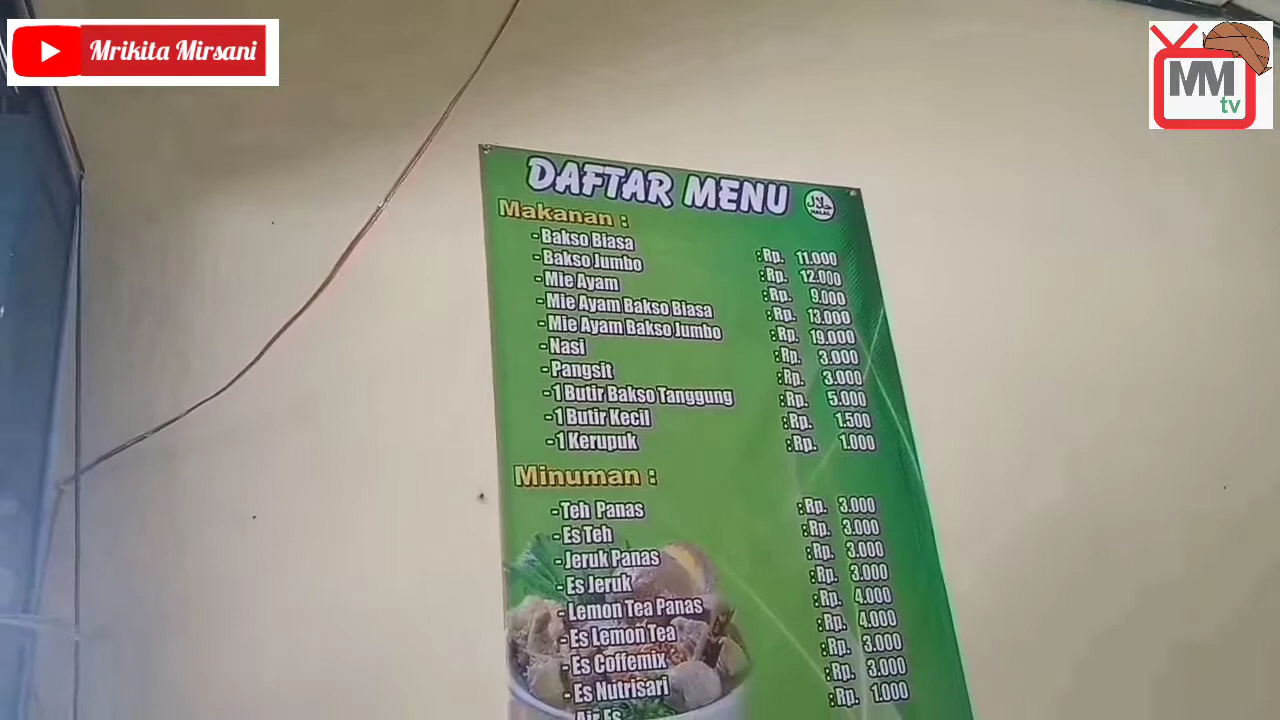 Mrikita Mirsani
MM
tv
DAFTAR MENU
حلال
HALAL
Makanan :
- Bakso Biasa : Rp. 11.000
- Bakso Jumbo : Rp. 12.000
- Mie Ayam : Rp. 9.000
- Mie Ayam Bakso Biasa : Rp. 13.000
- Mie Ayam Bakso Jumbo : Rp. 19.000
- Nasi : Rp. 3.000
- Pangsit : Rp. 3.000
- 1 Butir Bakso Tanggung : Rp. 5.000
- 1 Butir Kecil : Rp. 1.500
- 1 Kerupuk : Rp. 1.000
Minuman :
- Teh Panas : Rp. 3.000
- Es Teh : Rp. 3.000
- Jeruk Panas : Rp. 3.000
- Es Jeruk : Rp. 3.000
- Lemon Tea Panas : Rp. 4.000
- Es Lemon Tea : Rp. 4.000
- Es Coffemix : Rp. 3.000
- Es Nutrisari : Rp. 3.000
- Air Es : Rp. 1.000